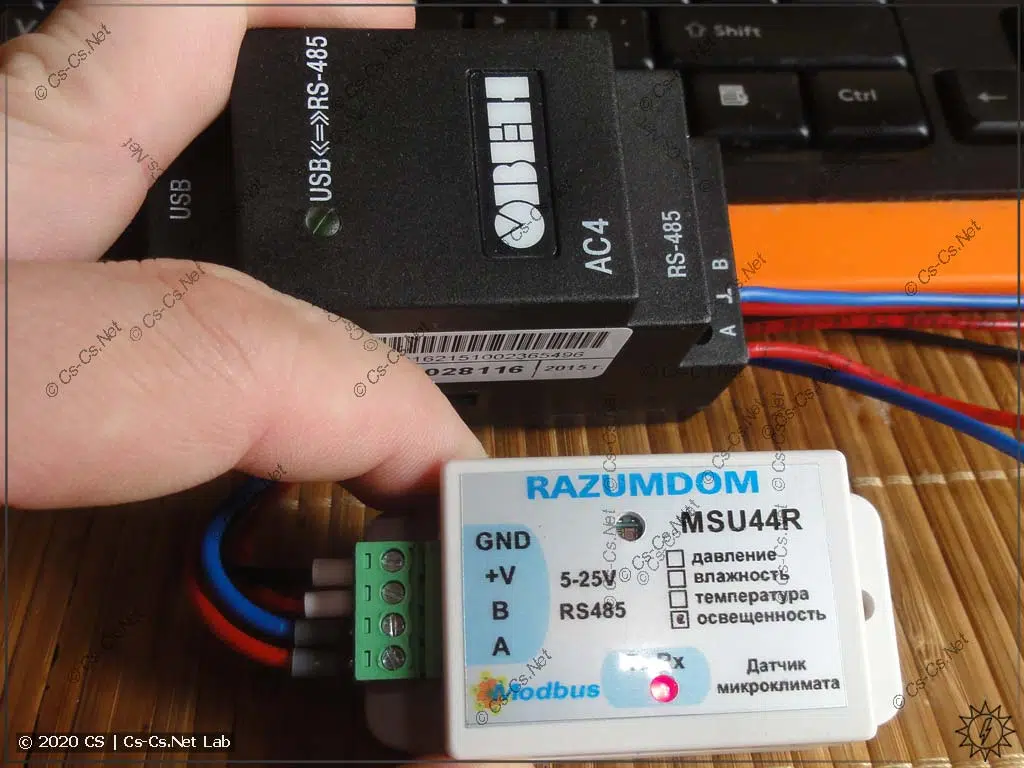 Shift
Ctrl
USB
USB<<=>>RS-485
ОВЕН
AC4
RS-485
B
A
162151002365496
028116
2015 г.
RAZUMDOM
MSU44R
GND
+V
B
A
5-25V
RS485
давление
влажность
температура
освещенность
Rx
Modbus
Датчик
микроклимата
© Cs-Cs.Net
© 2020 CS | Cs-Cs.Net Lab